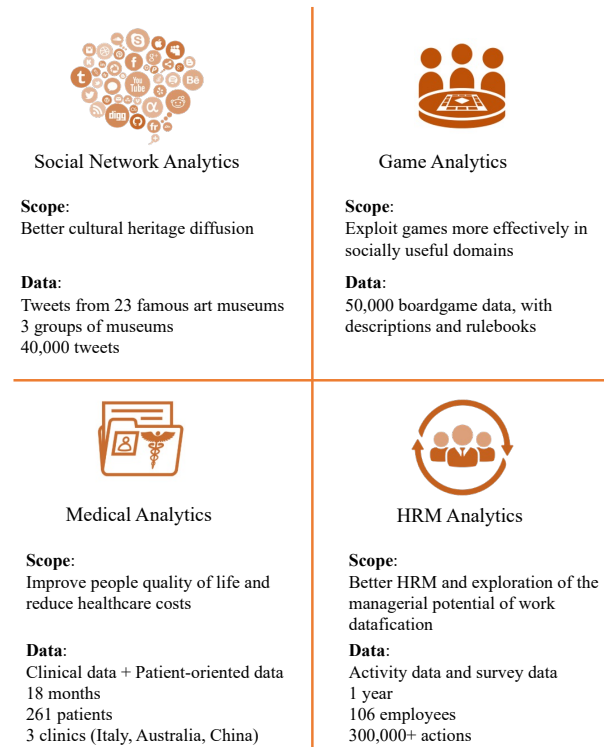 You
Tube
digg
Social Network Analytics
Scope:
Better cultural heritage diffusion
Data:
Tweets from 23 famous art museums
3 groups of museums
40,000 tweets
Game Analytics
Scope:
Exploit games more effectively in
socially useful domains
Data:
50,000 boardgame data, with
descriptions and rulebooks
Medical Analytics
Scope:
Improve people quality of life and
reduce healthcare costs
Data:
Clinical data + Patient-oriented data
18 months
261 patients
3 clinics (Italy, Australia, China)
HRM Analytics
Scope:
Better HRM and exploration of the
managerial potential of work
datafication
Data:
Activity data and survey data
1 year
106 employees
300,000+ actions